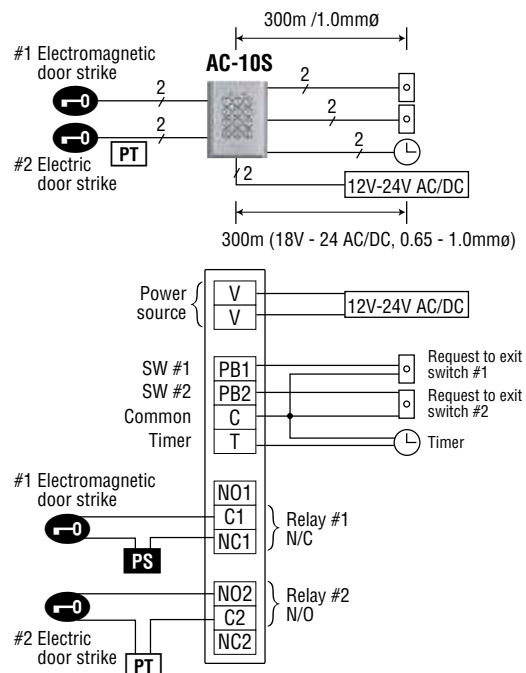 300m /1.0mmø
#1 Electromagnetic
door strike
AC-10S
2
2
2
2
2
2
PT
#2 Electric
door strike
12V-24V AC/DC
300m (18V - 24 AC/DC, 0.65 - 1.0mmø)
Power
source
V
V
12V-24V AC/DC
SW #1
PB1
Request to exit
switch #1
SW #2
PB2
Request to exit
switch #2
Common
C
Timer
T
Timer
#1 Electromagnetic
door strike
NO1
C1
NC1
Relay #1
N/C
PS
NO2
C2
NC2
Relay #2
N/O
#2 Electric
door strike
PT